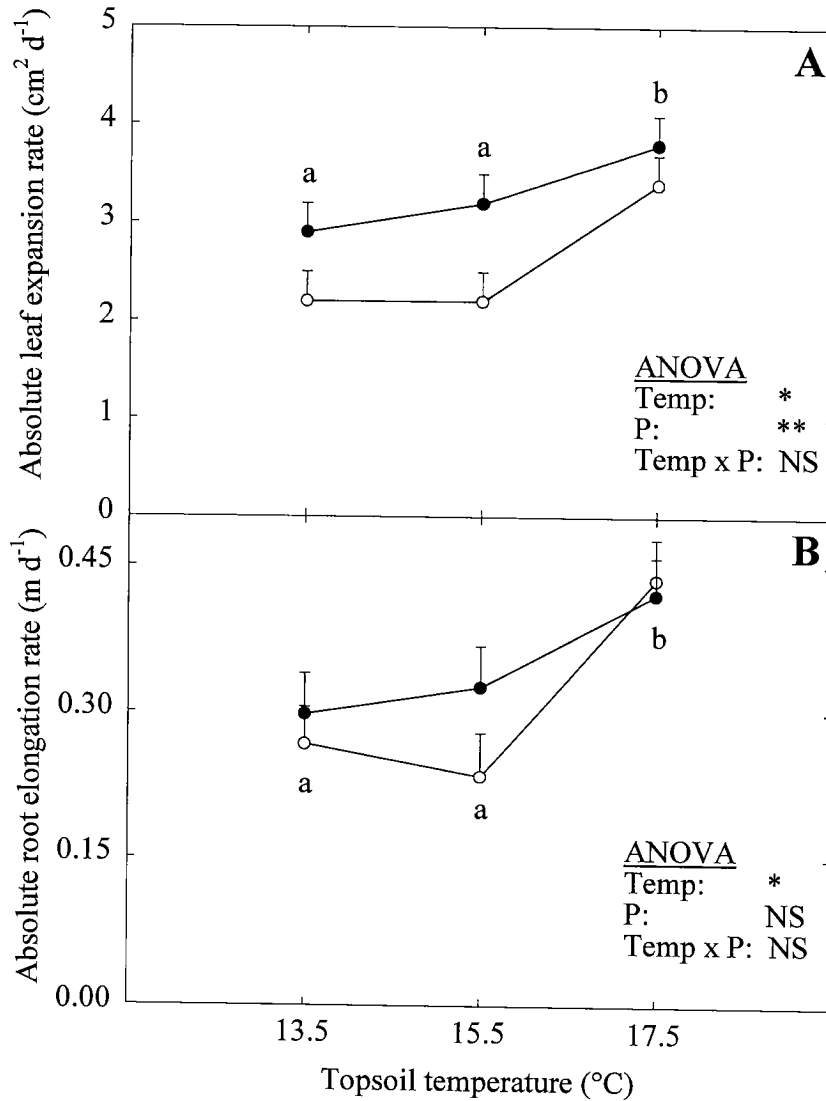 Absolute leaf expansion rate (cm² d⁻¹)
5
4
3
2
1
0
A
a
a
b
ANOVA
Temp: *
P: **
Temp x P: NS
Absolute root elongation rate (m d⁻¹)
0.45
0.30
0.15
0.00
B
a
a
b
ANOVA
Temp: *
P: NS
Temp x P: NS
13.5 15.5 17.5
Topsoil temperature (°C)